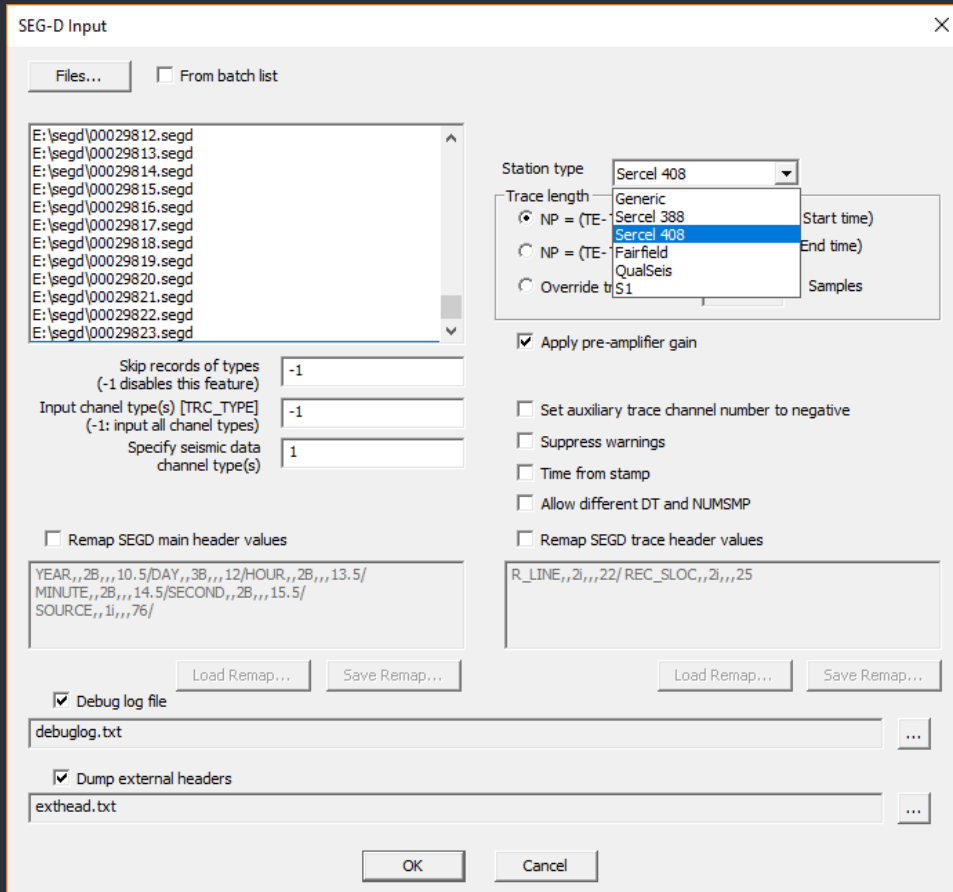 SEG-D Input
Files...
From batch list
E:\segd\00029812.segd
E:\segd\00029813.segd
E:\segd\00029814.segd
E:\segd\00029815.segd
E:\segd\00029816.segd
E:\segd\00029817.segd
E:\segd\00029818.segd
E:\segd\00029819.segd
E:\segd\00029820.segd
E:\segd\00029821.segd
E:\segd\00029822.segd
E:\segd\00029823.segd
Station type
Sercel 408
Generic
Sercel 388
Sercel 408
Fairfield
QualSeis
S1
Trace length
NP = (TE-
Start time)
NP = (TE-
End time)
Override tr
Samples
Apply pre-amplifier gain
Skip records of types
(-1 disables this feature)
-1
Input chanel type(s) [TRC_TYPE]
(-1: input all channel types)
-1
Specify seismic data
channel type(s)
1
Set auxiliary trace channel number to negative
Suppress warnings
Time from stamp
Allow different DT and NUMSMP
Remap SEGD main header values
YEAR,,2B,,,10.5/DAY,,3B,,,12/HOUR,,2B,,,13.5/
MINUTE,,2B,,,14.5/SECOND,,2B,,,15.5/
SOURCE,,1i,,,76/
Load Remap...
Save Remap...
Remap SEGD trace header values
R_LINE,,2i,,,22/ REC_SLOC,,2i,,,25
Load Remap...
Save Remap...
Debug log file
debuglog.txt
...
Dump external headers
exthead.txt
...
OK
Cancel